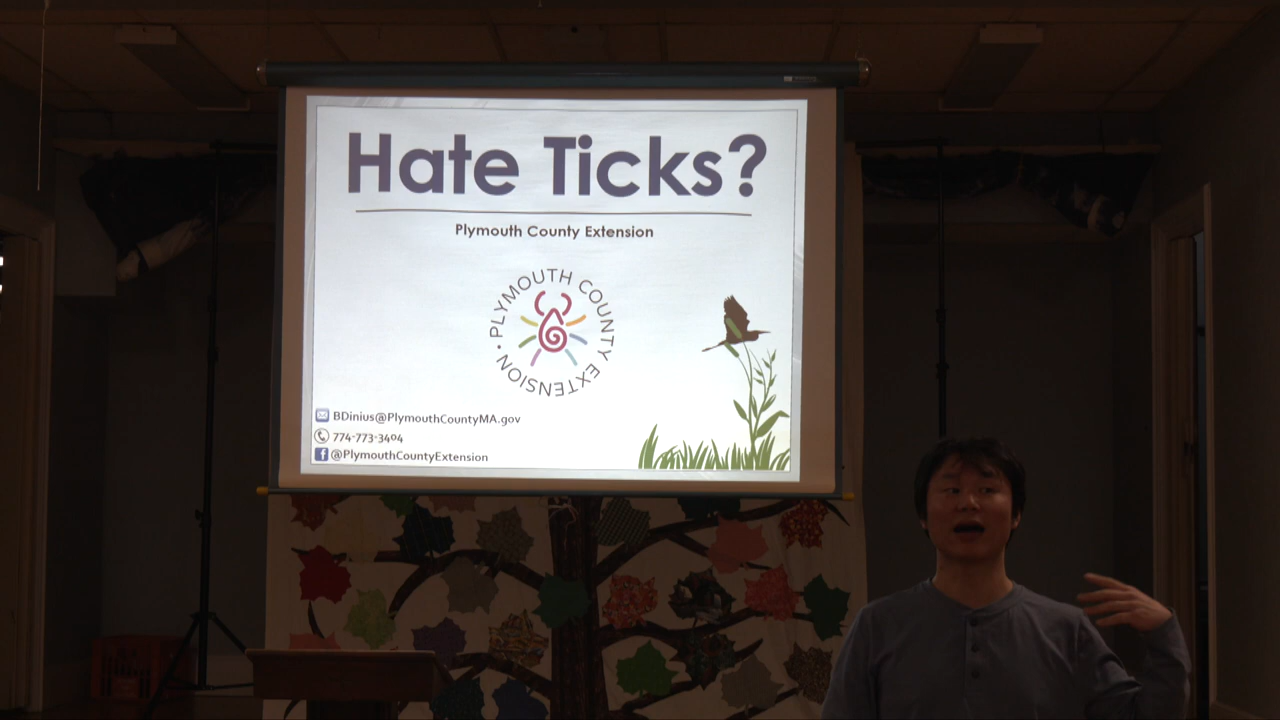 Hate Ticks?
Plymouth County Extension
PLYMOUTH COUNTY EXTENSION •
BDinius@PlymouthCountyMA.gov
774-773-3404
@PlymouthCountyExtension